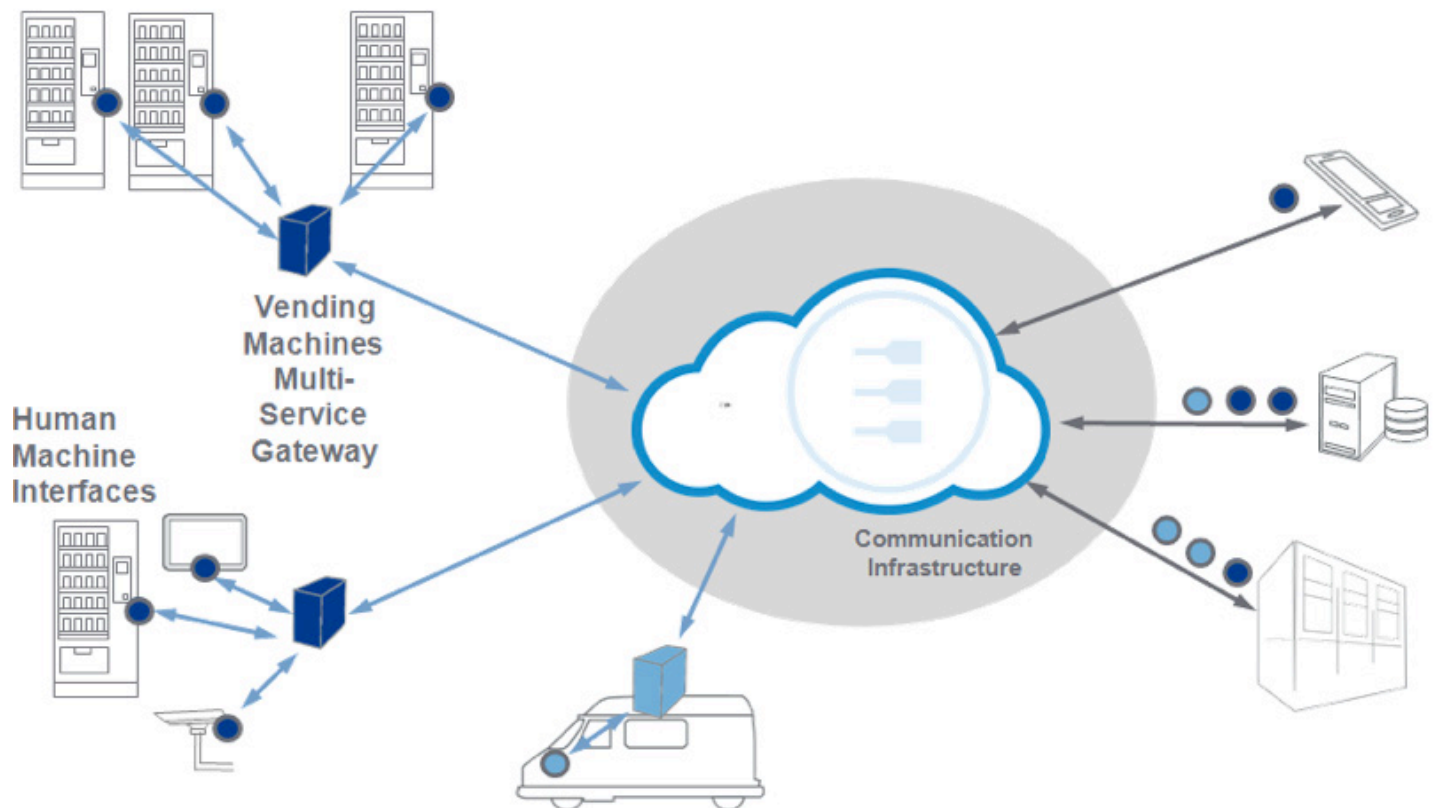 Vending
Machines
Multi-
Service
Gateway
Human
Machine
Interfaces
Communication
Infrastructure